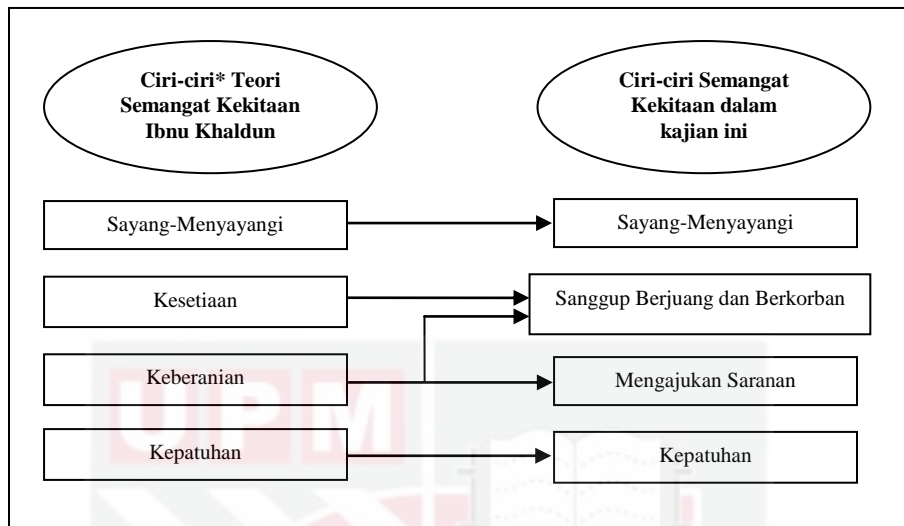 Ciri-ciri* Teori
Semangat Kekitaan
Ibnu Khaldun
Ciri-ciri Semangat
Kekitaan dalam
kajian ini
Sayang-Menyayangi
Sayang-Menyayangi
Kesetiaan
Sanggup Berjuang dan Berkorban
Keberanian
Mengajukan Saranan
Kepatuhan
Kepatuhan
UPM